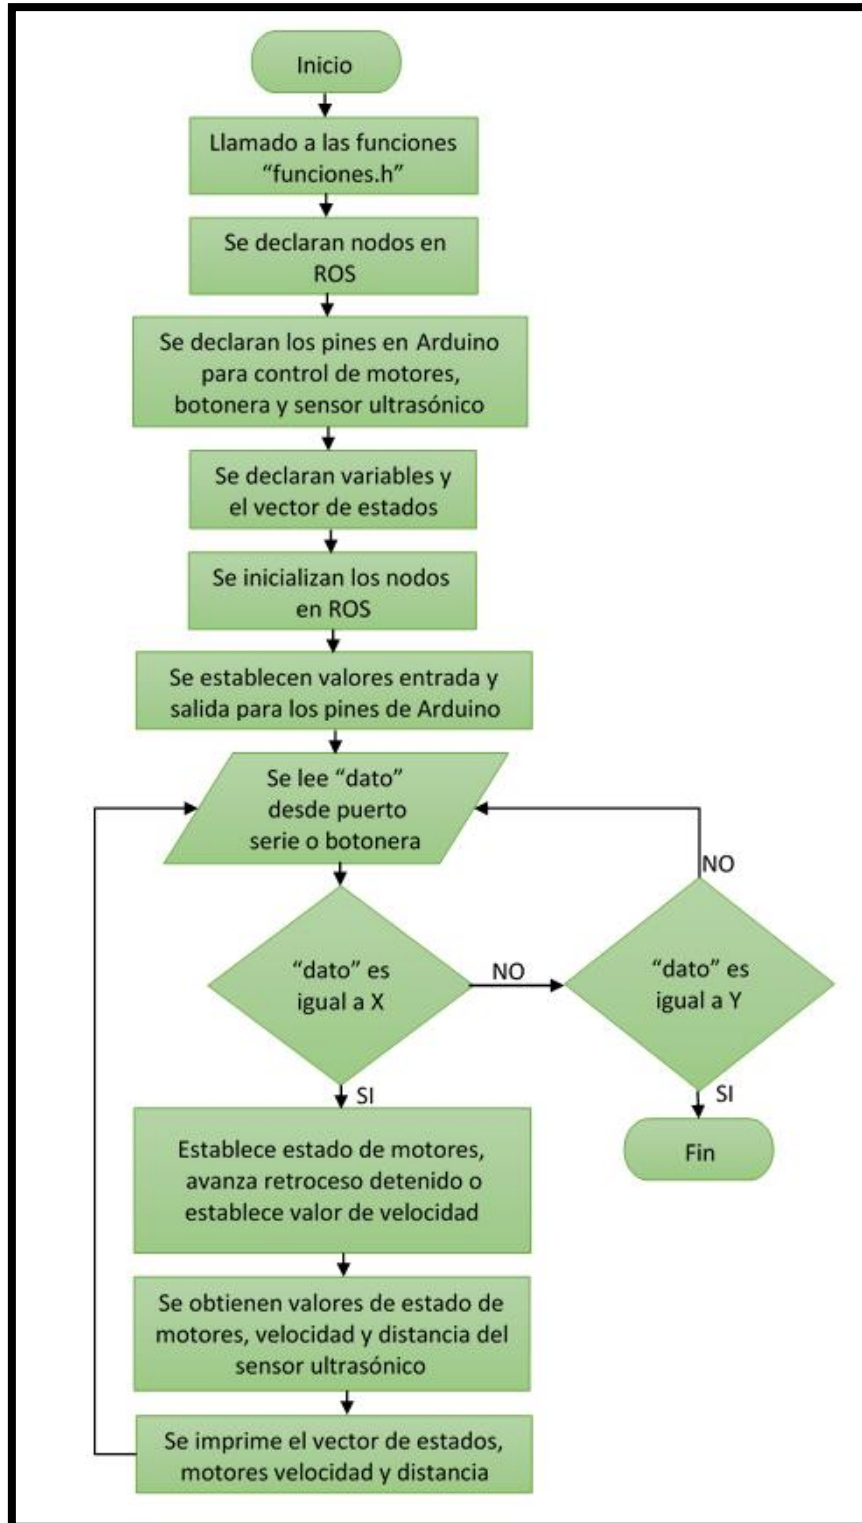 Inicio
Llamado a las funciones
“funciones.h”
Se declaran nodos en
ROS
Se declaran los pines en Arduino
para control de motores,
botonera y sensor ultrasónico
Se declaran variables y
el vector de estados
Se inicializan los nodos
en ROS
Se establecen valores entrada y
salida para los pines de Arduino
Se lee “dato”
desde puerto
serie o botonera
NO
“dato” es
igual a X
NO
“dato” es
igual a Y
SI
SI
Establece estado de motores,
avanza retroceso detenido o
establece valor de velocidad
Fin
Se obtienen valores de estado de
motores, velocidad y distancia del
sensor ultrasónico
Se imprime el vector de estados,
motores velocidad y distancia